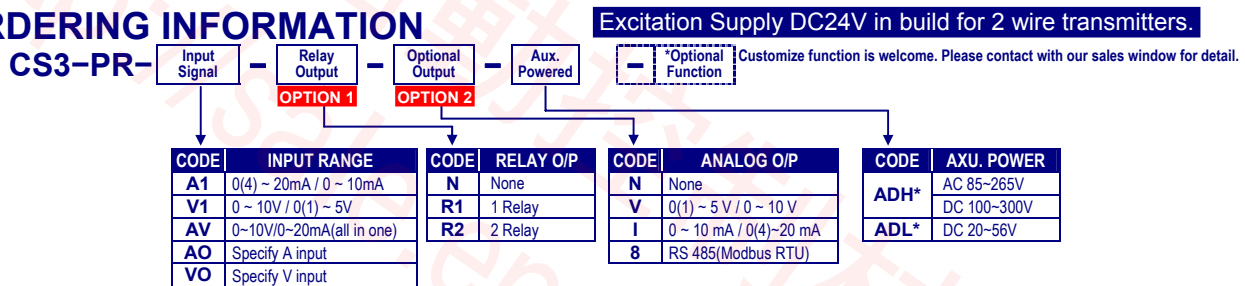 RDERING INFORMATION
Excitation Supply DC24V in build for 2 wire transmitters.
CS3-PR- Input Signal - Relay Output - Optional Output - Aux. Powered - *Optional Function Customize function is welcome. Please contact with our sales window for detail.
OPTION 1 OPTION 2
CODE INPUT RANGE CODE RELAY O/P CODE ANALOG O/P CODE AXU. POWER
A1 0(4) ~ 20mA / 0 ~ 10mA N None N None ADH* AC 85~265V
V1 0 ~ 10V / 0(1) ~ 5V R1 1 Relay V 0(1) ~ 5 V / 0 ~ 10 V DC 100~300V
AV 0~10V/0~20mA(all in one) R2 2 Relay I 0 ~ 10 mA / 0(4)~20 mA ADL* DC 20~56V
AO Specify A input 8 RS 485(Modbus RTU)
VO Specify V input